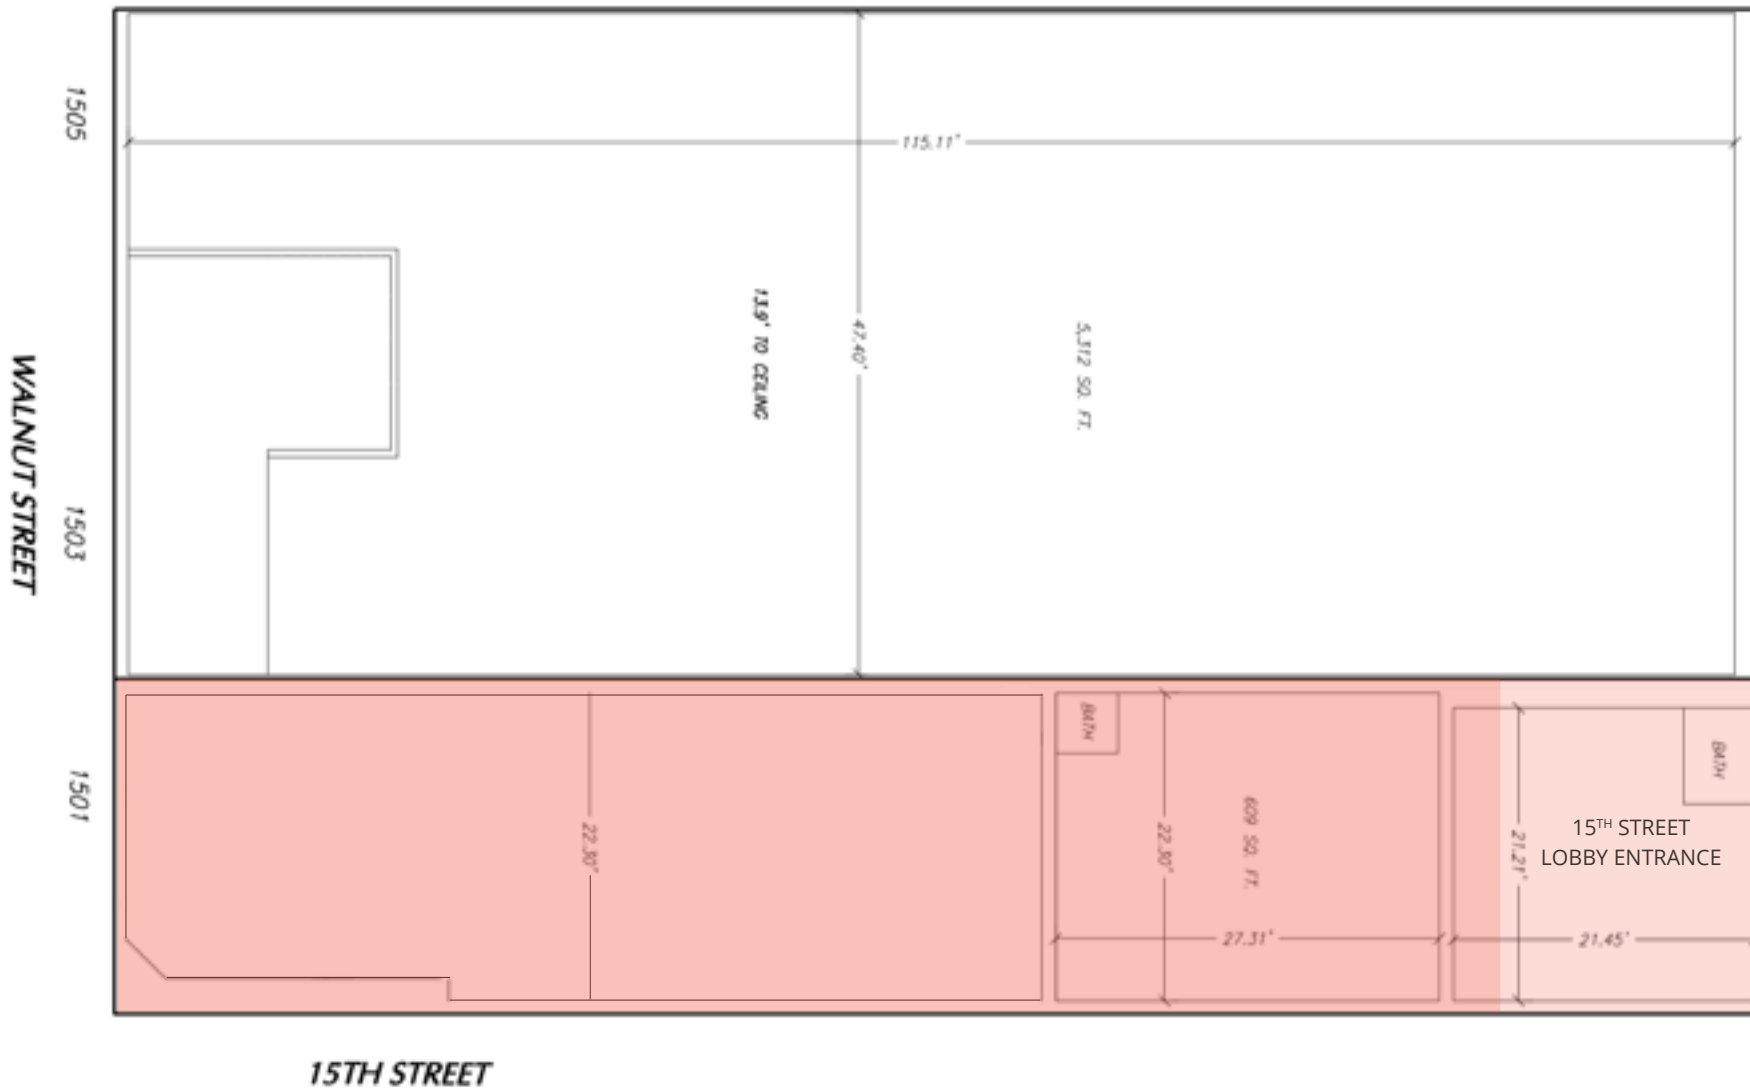 1505
115.11'
13.9' TO CEILING
47.40'
5,312 SQ. FT.
WALNUT STREET
1503
1501
22.30'
BATH
22.30'
609 SQ. FT.
27.31'
BATH
21.21'
15TH STREET
LOBBY ENTRANCE
21.45'
15TH STREET